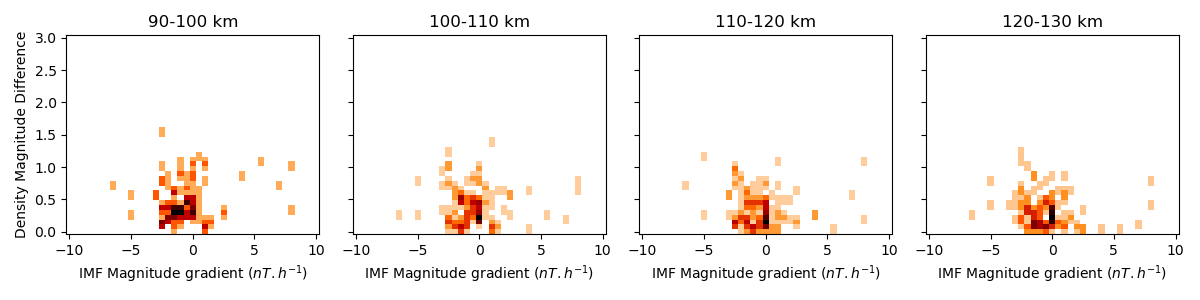 90-100 km
100-110 km
110-120 km
120-130 km
Density Magnitude Difference
3.0
2.5
2.0
1.5
1.0
0.5
0.0
−10 −5 0 5 10
−10 −5 0 5 10
−10 −5 0 5 10
−10 −5 0 5 10
IMF Magnitude gradient (nT.h⁻¹)
IMF Magnitude gradient (nT.h⁻¹)
IMF Magnitude gradient (nT.h⁻¹)
IMF Magnitude gradient (nT.h⁻¹)